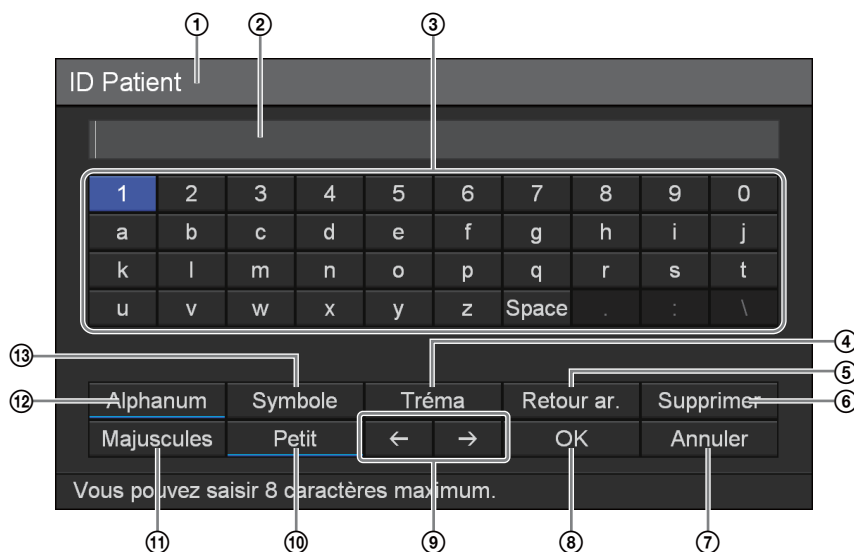 ① ② ③
ID Patient
1 2 3 4 5 6 7 8 9 0
a b c d e f g h i j
k l m n o p q r s t
u v w x y z Space . : \
④
⑬ ⑤
Alphanum Symbole Tréma Retour ar. Supprimer
⑫ ⑥
Majuscules Petit ← → OK Annuler
Vous pouvez saisir 8 caractères maximum.
⑪ ⑩ ⑨ ⑧ ⑦